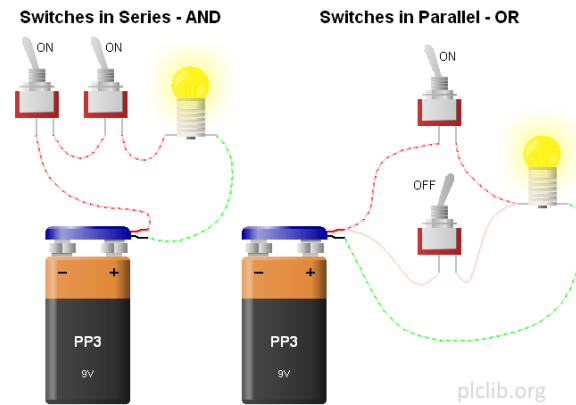 Switches in Series - AND
Switches in Parallel - OR
ON
ON
ON
OFF
− +
− +
PP3
PP3
9V
9V
plclib.org